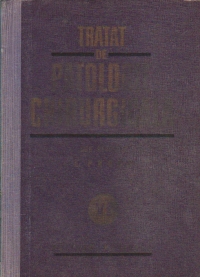 TRATAT
DE
PATOLOGIE
CHIRURGICALĂ